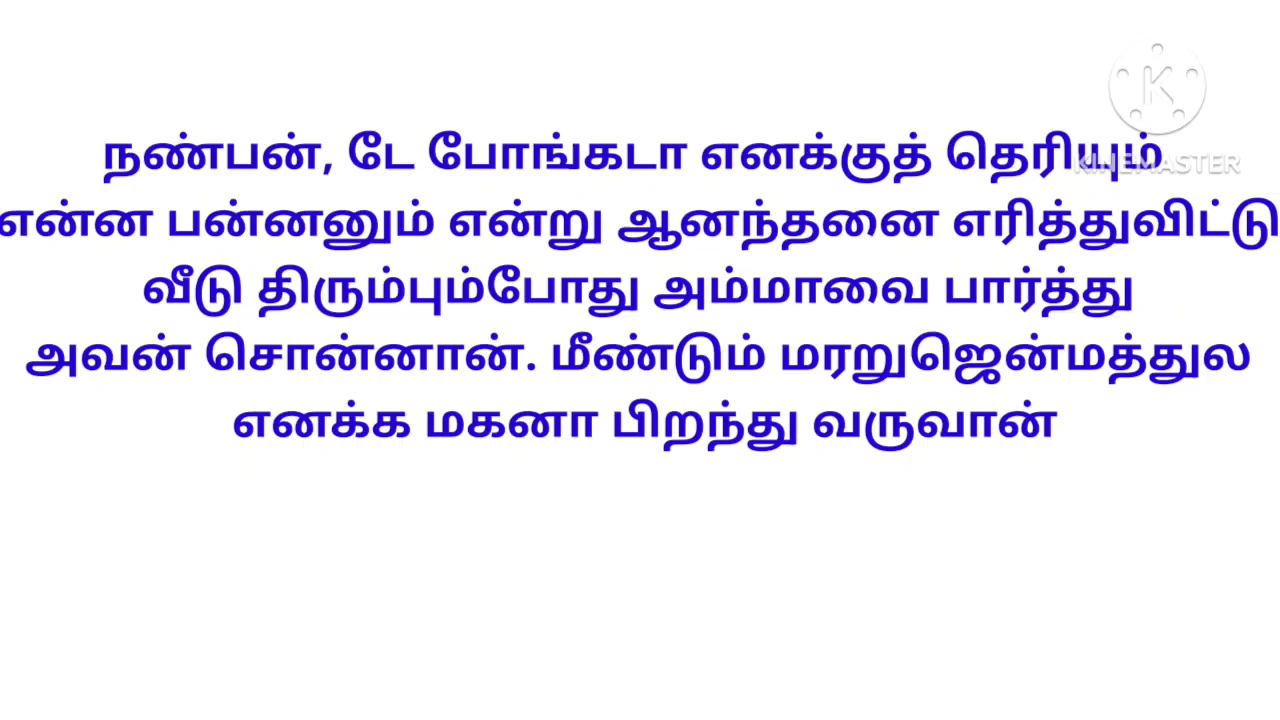 நண்பன், டே போங்கடா எனக்குத் தெரியும்
என்ன பன்னனும் என்று ஆனந்தனை எரித்துவிட்டு
வீடு திரும்பும்போது அம்மாவை பார்த்து
அவன் சொன்னான். மீண்டும் மரறுஜென்மத்துல
எனக்க மகனா பிறந்து வருவான்
KINEMASTER